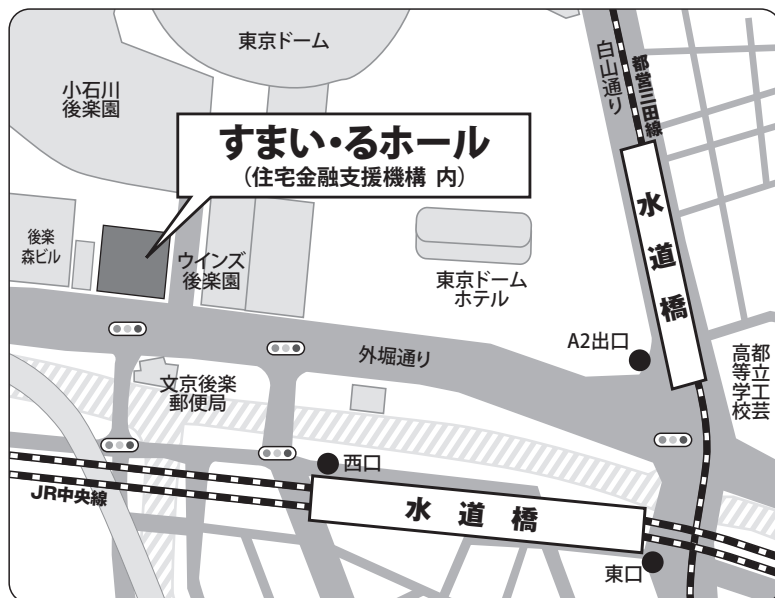 東京ドーム
小石川
後楽園
白山通り
都営三田線
すまい・るホール
（住宅金融支援機構 内）
水道橋
後楽
森ビル
ウインズ
後楽園
東京ドーム
ホテル
外堀通り
A2出口
都立工芸
高等学校
文京後楽
郵便局
西口
JR中央線
水道橋
東口